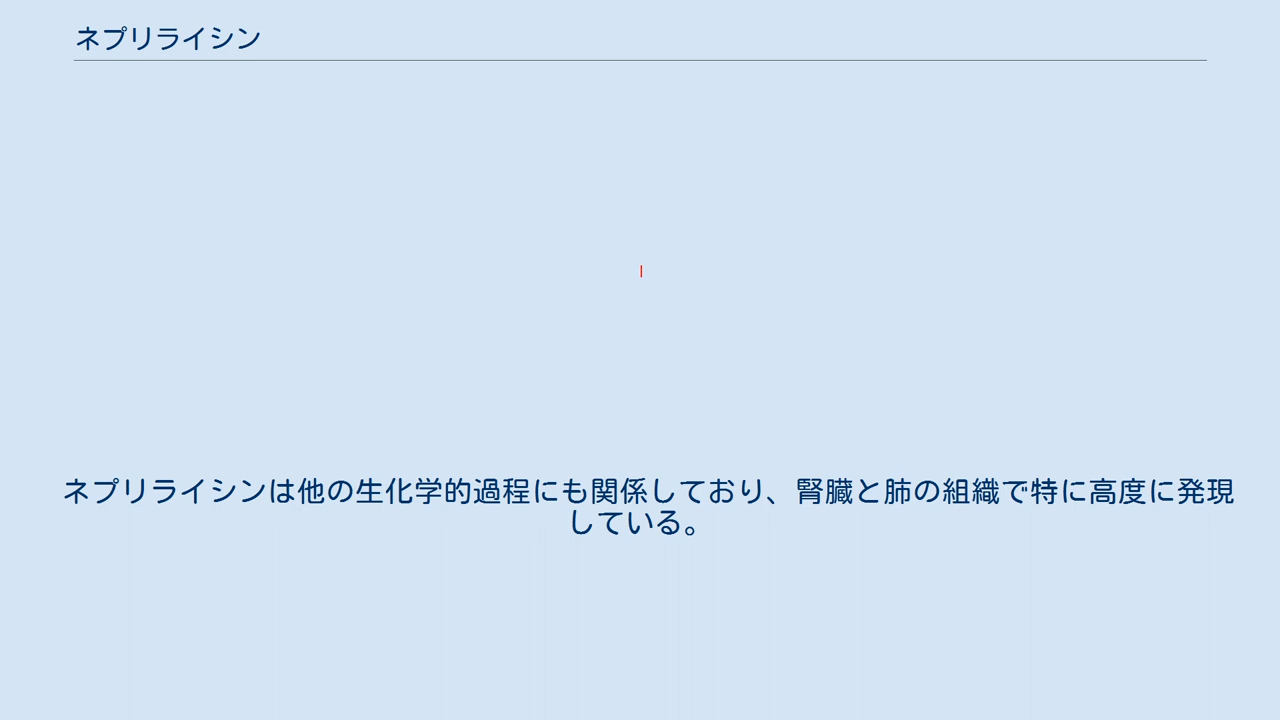 ネプリライシン
ネプリライシンは他の生化学的過程にも関係しており、腎臓と肺の組織で特に高度に発現
している。